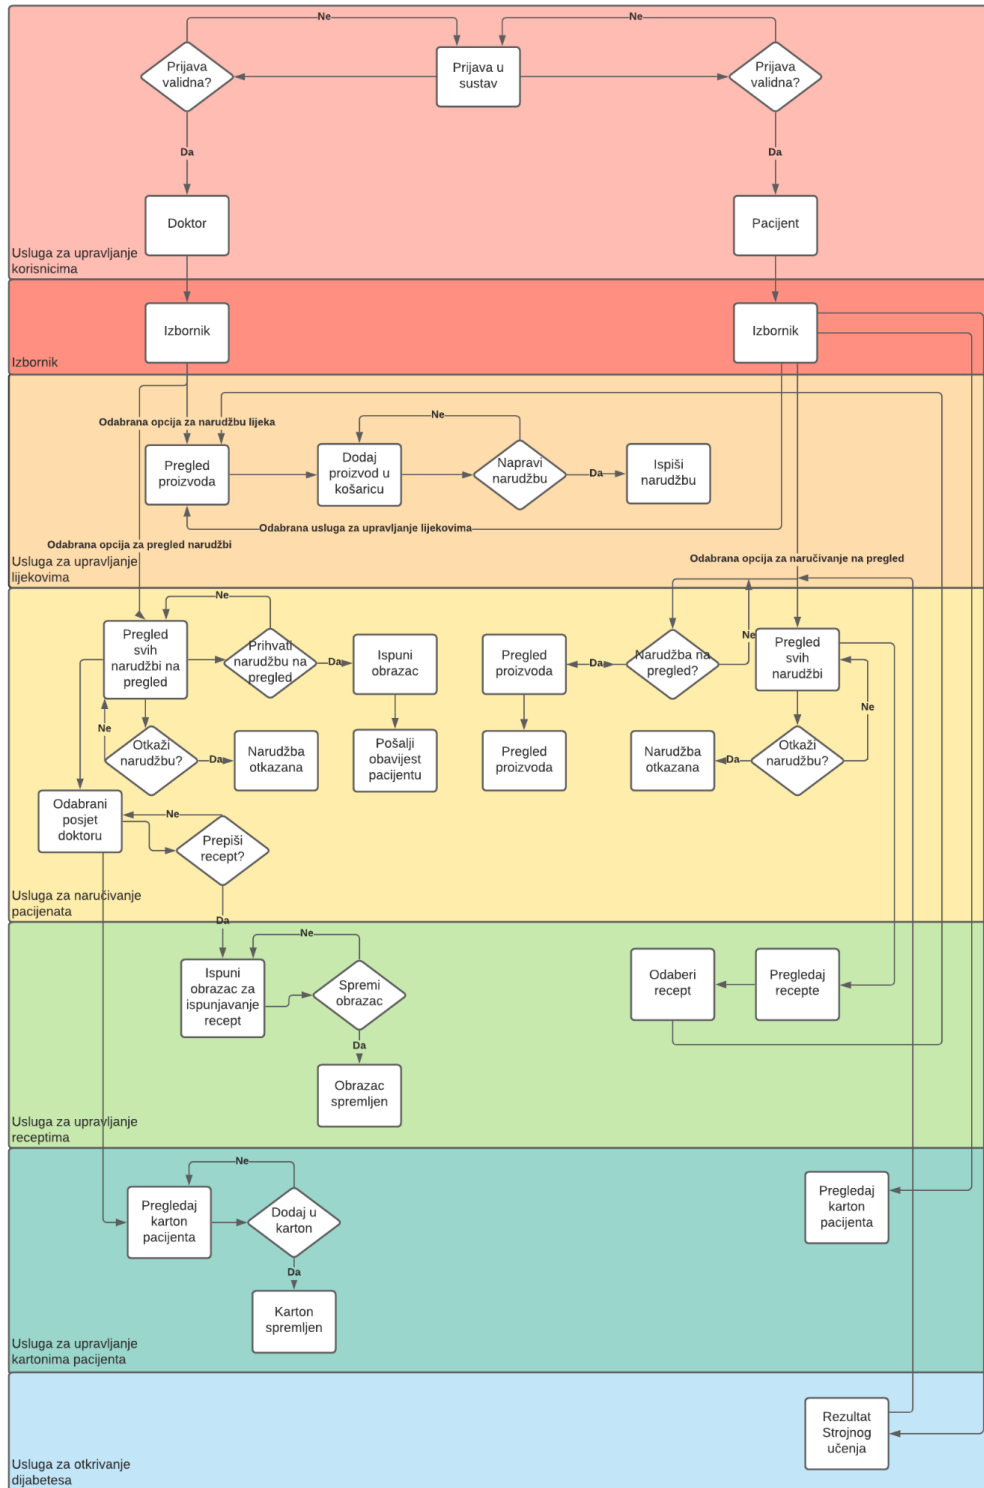 Ne
Ne
Prijava
validna?
Prijava u
sustav
Prijava
validna?
Da
Da
Doktor
Pacijent
Usluga za upravljanje
korisnicima
Izbornik
Izbornik
Izbornik
Odabrana opcija za narudžbu lijeka
Ne
Pregled
proizvoda
Dodaj
proizvod u
košaricu
Napravi
narudžbu
Da
Ispiši
narudžbu
Odabrana usluga za upravljanje lijekovima
Odabrana opcija za pregled narudžbi
Odabrana opcija za naručivanje na pregled
Usluga za upravljanje
lijekovima
Ne
Pregled
svih
narudžbi na
pregled
Prihvati
narudžbu na
pregled
Da
Ispuni
obrazac
Pregled
proizvoda
Da
Narudžba na
pregled?
Ne
Pregled
svih
narudžbi
Ne
Ne
Otkaži
narudžbu?
Da
Narudžba
otkazana
Pošalji
obavijest
pacijentu
Pregled
proizvoda
Narudžba
otkazana
Da
Otkaži
narudžbu?
Odabrani
posjet
doktoru
Ne
Prepiši
recept?
Usluga za naručivanje
pacijenata
Da
Ne
Ispuni
obrazac za
ispunjavanje
recept
Spremi
obrazac
Odaberi
recept
Pregledaj
recepte
Da
Obrazac
spremljen
Usluga za upravljanje
receptima
Ne
Pregledaj
karton
pacijenta
Dodaj u
karton
Pregledaj
karton
pacijenta
Da
Karton
spremljen
Usluga za upravljanje
kartonima pacijenta
Rezultat
Strojnog
učenja
Usluga za otkrivanje
dijabetesa